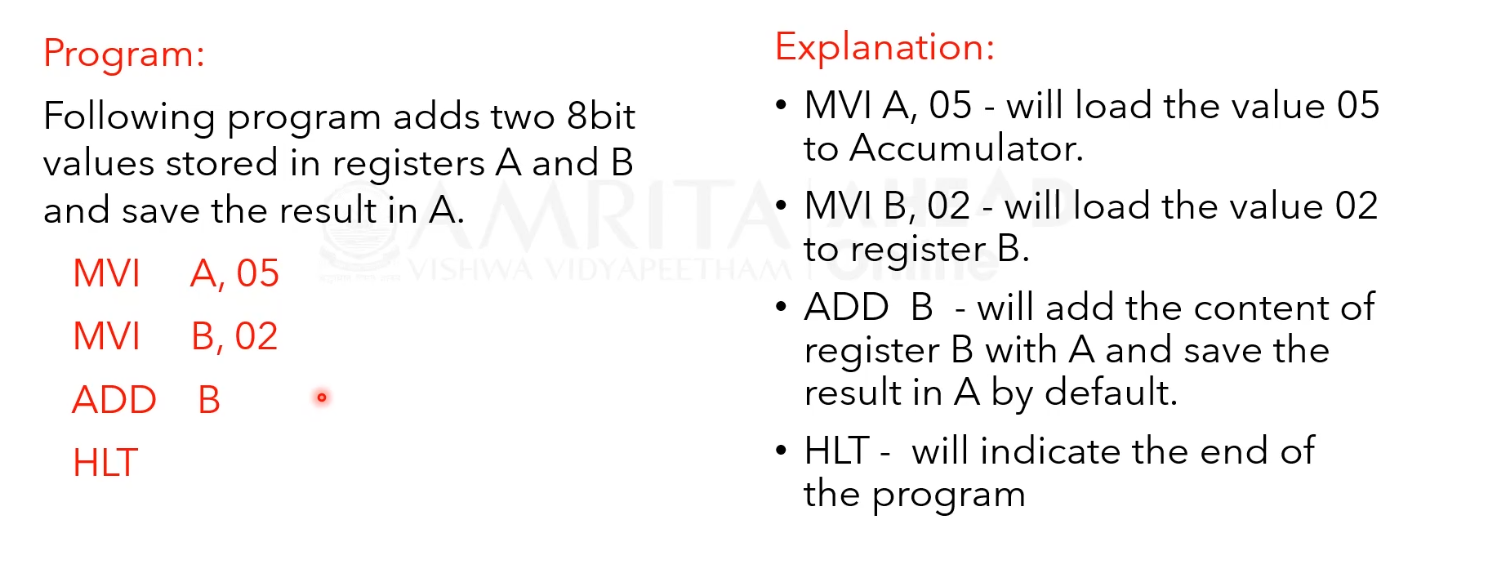 Program:
Following program adds two 8bit
values stored in registers A and B
and save the result in A.
MVI A, 05
MVI B, 02
ADD B
HLT
Explanation:
• MVI A, 05 - will load the value 05
to Accumulator.
• MVI B, 02 - will load the value 02
to register B.
• ADD B - will add the content of
register B with A and save the
result in A by default.
• HLT - will indicate the end of
the program
AMRITA
VISHWA VIDYAPEETHAM
AHEAD
Online